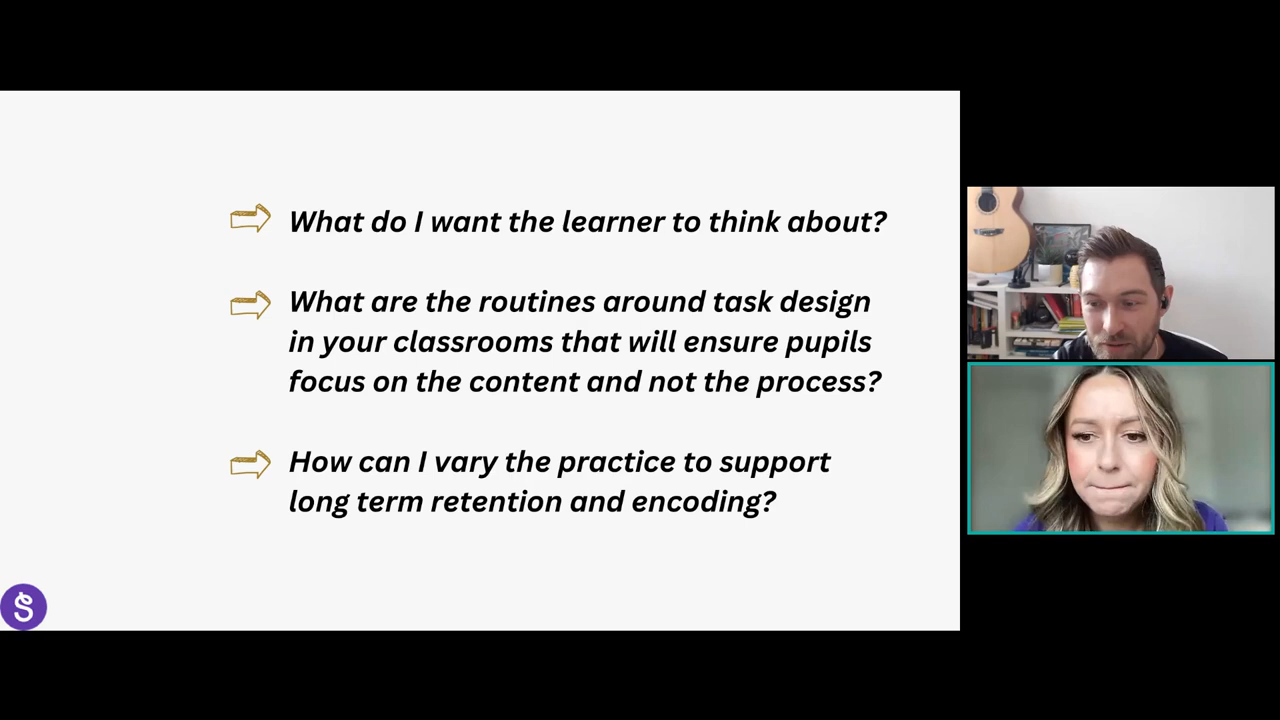 What do I want the learner to think about?
What are the routines around task design
in your classrooms that will ensure pupils
focus on the content and not the process?
How can I vary the practice to support
long term retention and encoding?
S